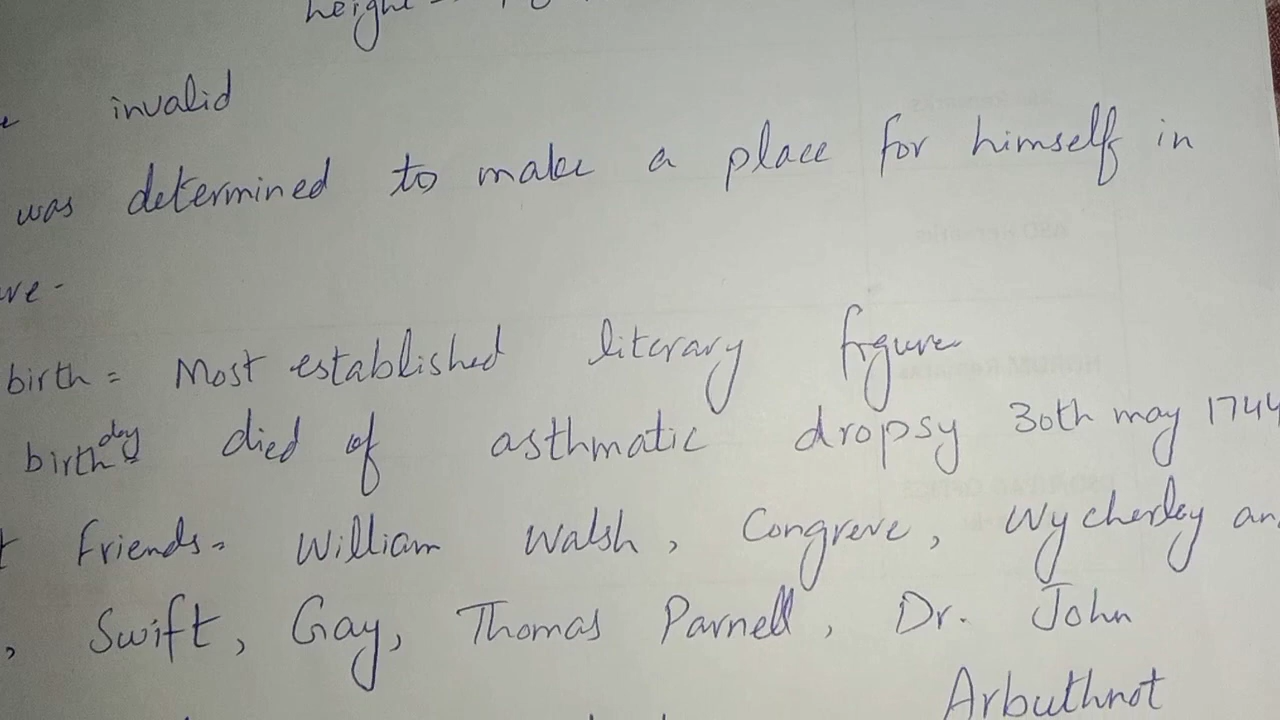 height
invalid
was determined to make a place for himself in
birth = Most established literary figure
birthday died of asthmatic dropsy 30th may 1744
Friends = William Walsh, Congreve, Wycherley an
, Swift, Gay, Thomas Parnell, Dr. John
Arbuthnot